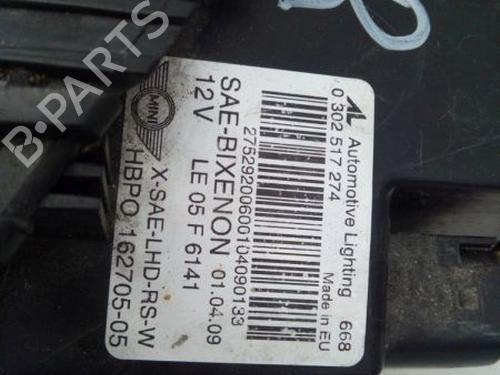 B-PARTS
AL Automotive Lighting 668
0 302 517 274 Made in EU
27529200600104090133
SAE-BIXENON 01.04.09
12V LE 05 F 6141
MINI
X-SAE-LHD-RS-W
HBPO 162705-05